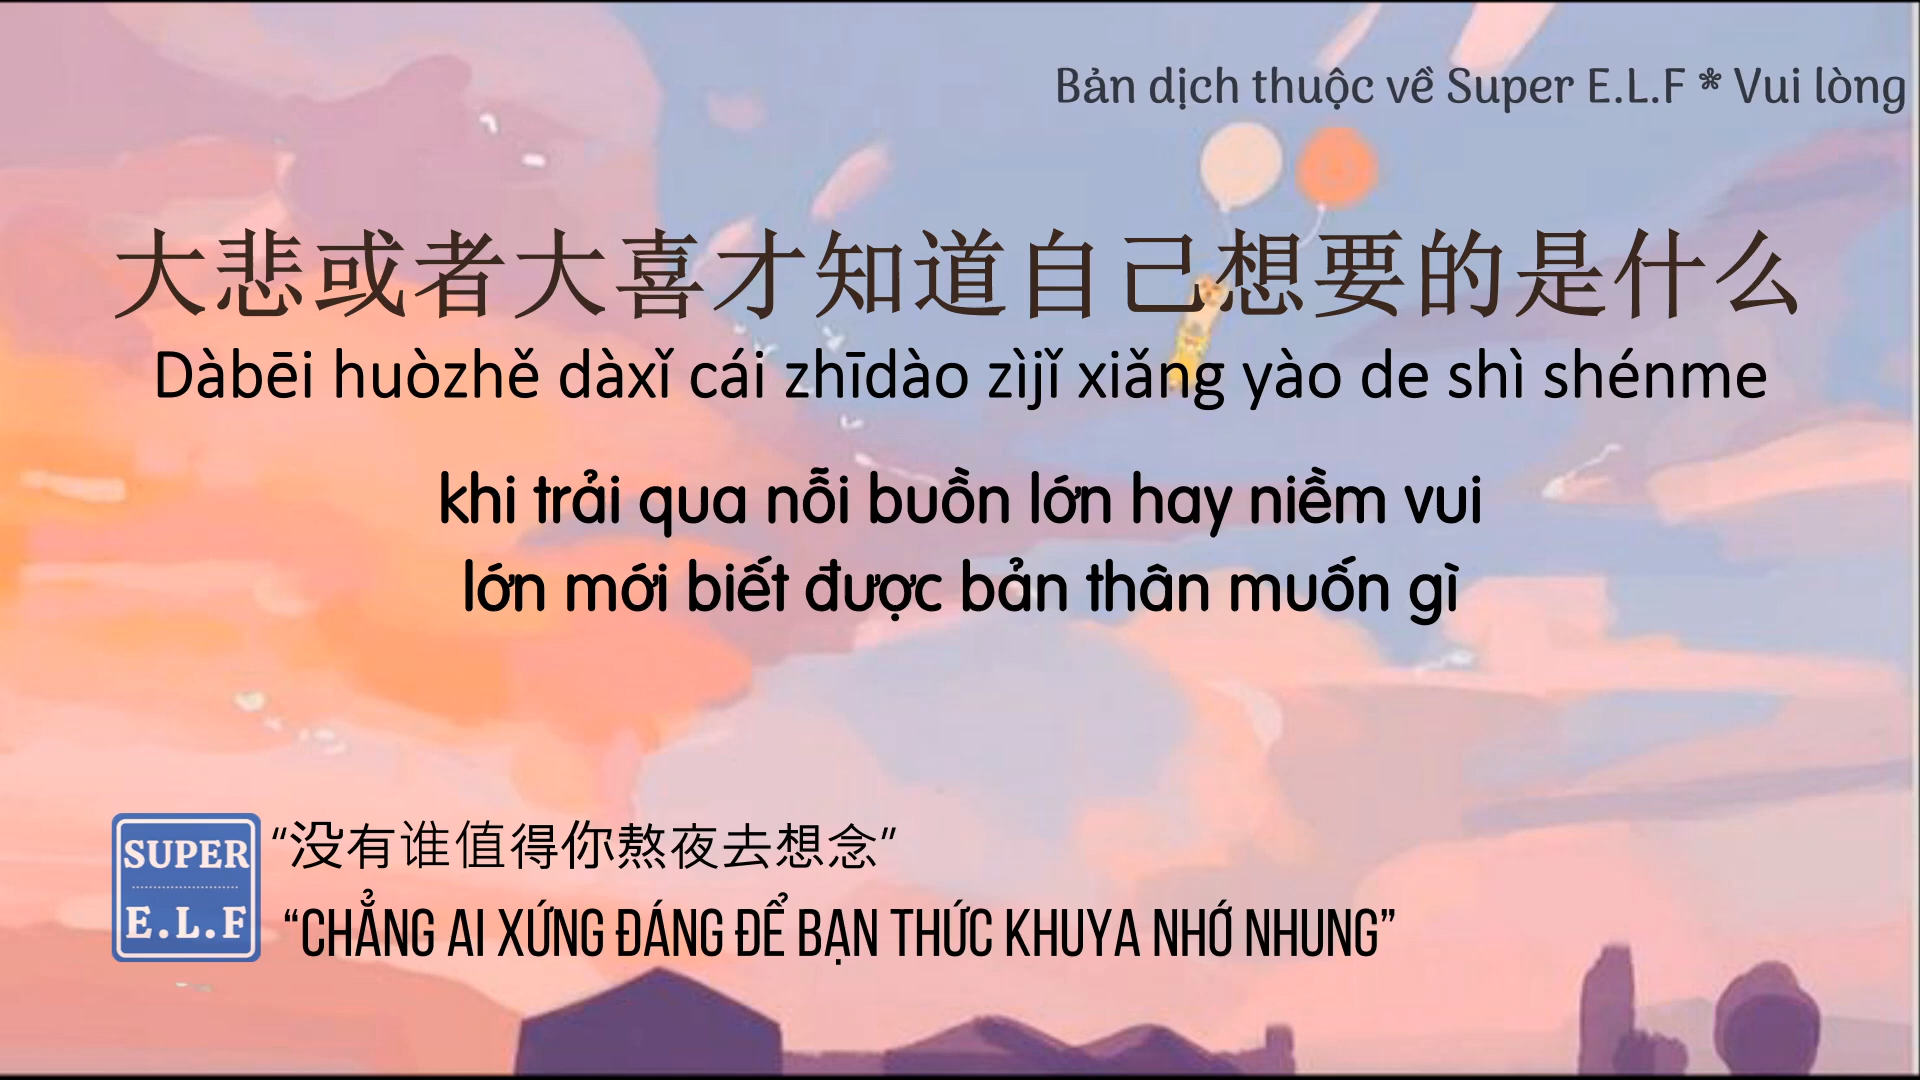 Bản dịch thuộc về Super E.L.F * Vui lòng
大悲或者大喜才知道自己想要的是什么
Dàbēi huòzhě dàxǐ cái zhīdào zìjǐ xiǎng yào de shì shénme
khi trải qua nỗi buồn lớn hay niềm vui
lớn mới biết được bản thân muốn gì
SUPER
E.L.F
“没有谁值得你熬夜去想念”
“CHẲNG AI XỨNG ĐÁNG ĐỂ BẠN THỨC KHUYA NHỚ NHUNG”